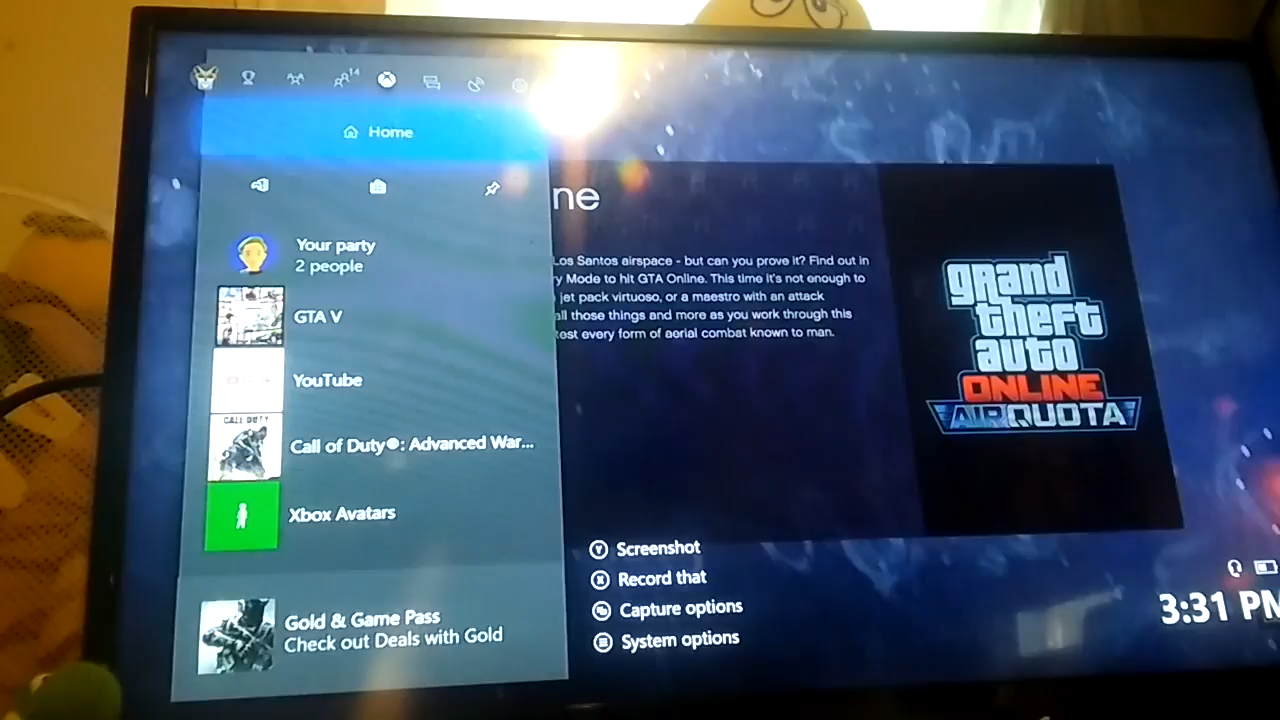 14
Home
Your party
2 people
GTA V
YouTube
CALL DUTY
Call of Duty®: Advanced War...
Xbox Avatars
Gold & Game Pass
Check out Deals with Gold
ne
Los Santos airspace - but can you prove it? Find out in
y Mode to hit GTA Online. This time it's not enough to
jet pack virtuoso, or a maestro with an attack
all those things and more as you work through this
test every form of aerial combat known to man.
grand
theft
auto
ONLINE
AIR QUOTA
Y Screenshot
X Record that
Capture options
System options
3:31 PM